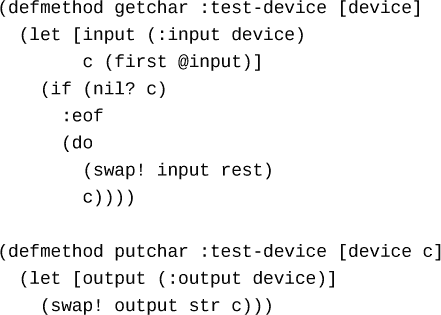 (defmethod getchar :test-device [device]
  (let [input (:input device)
        c (first @input)]
    (if (nil? c)
      :eof
      (do
        (swap! input rest)
        c))))

(defmethod putchar :test-device [device c]
  (let [output (:output device)]
    (swap! output str c)))